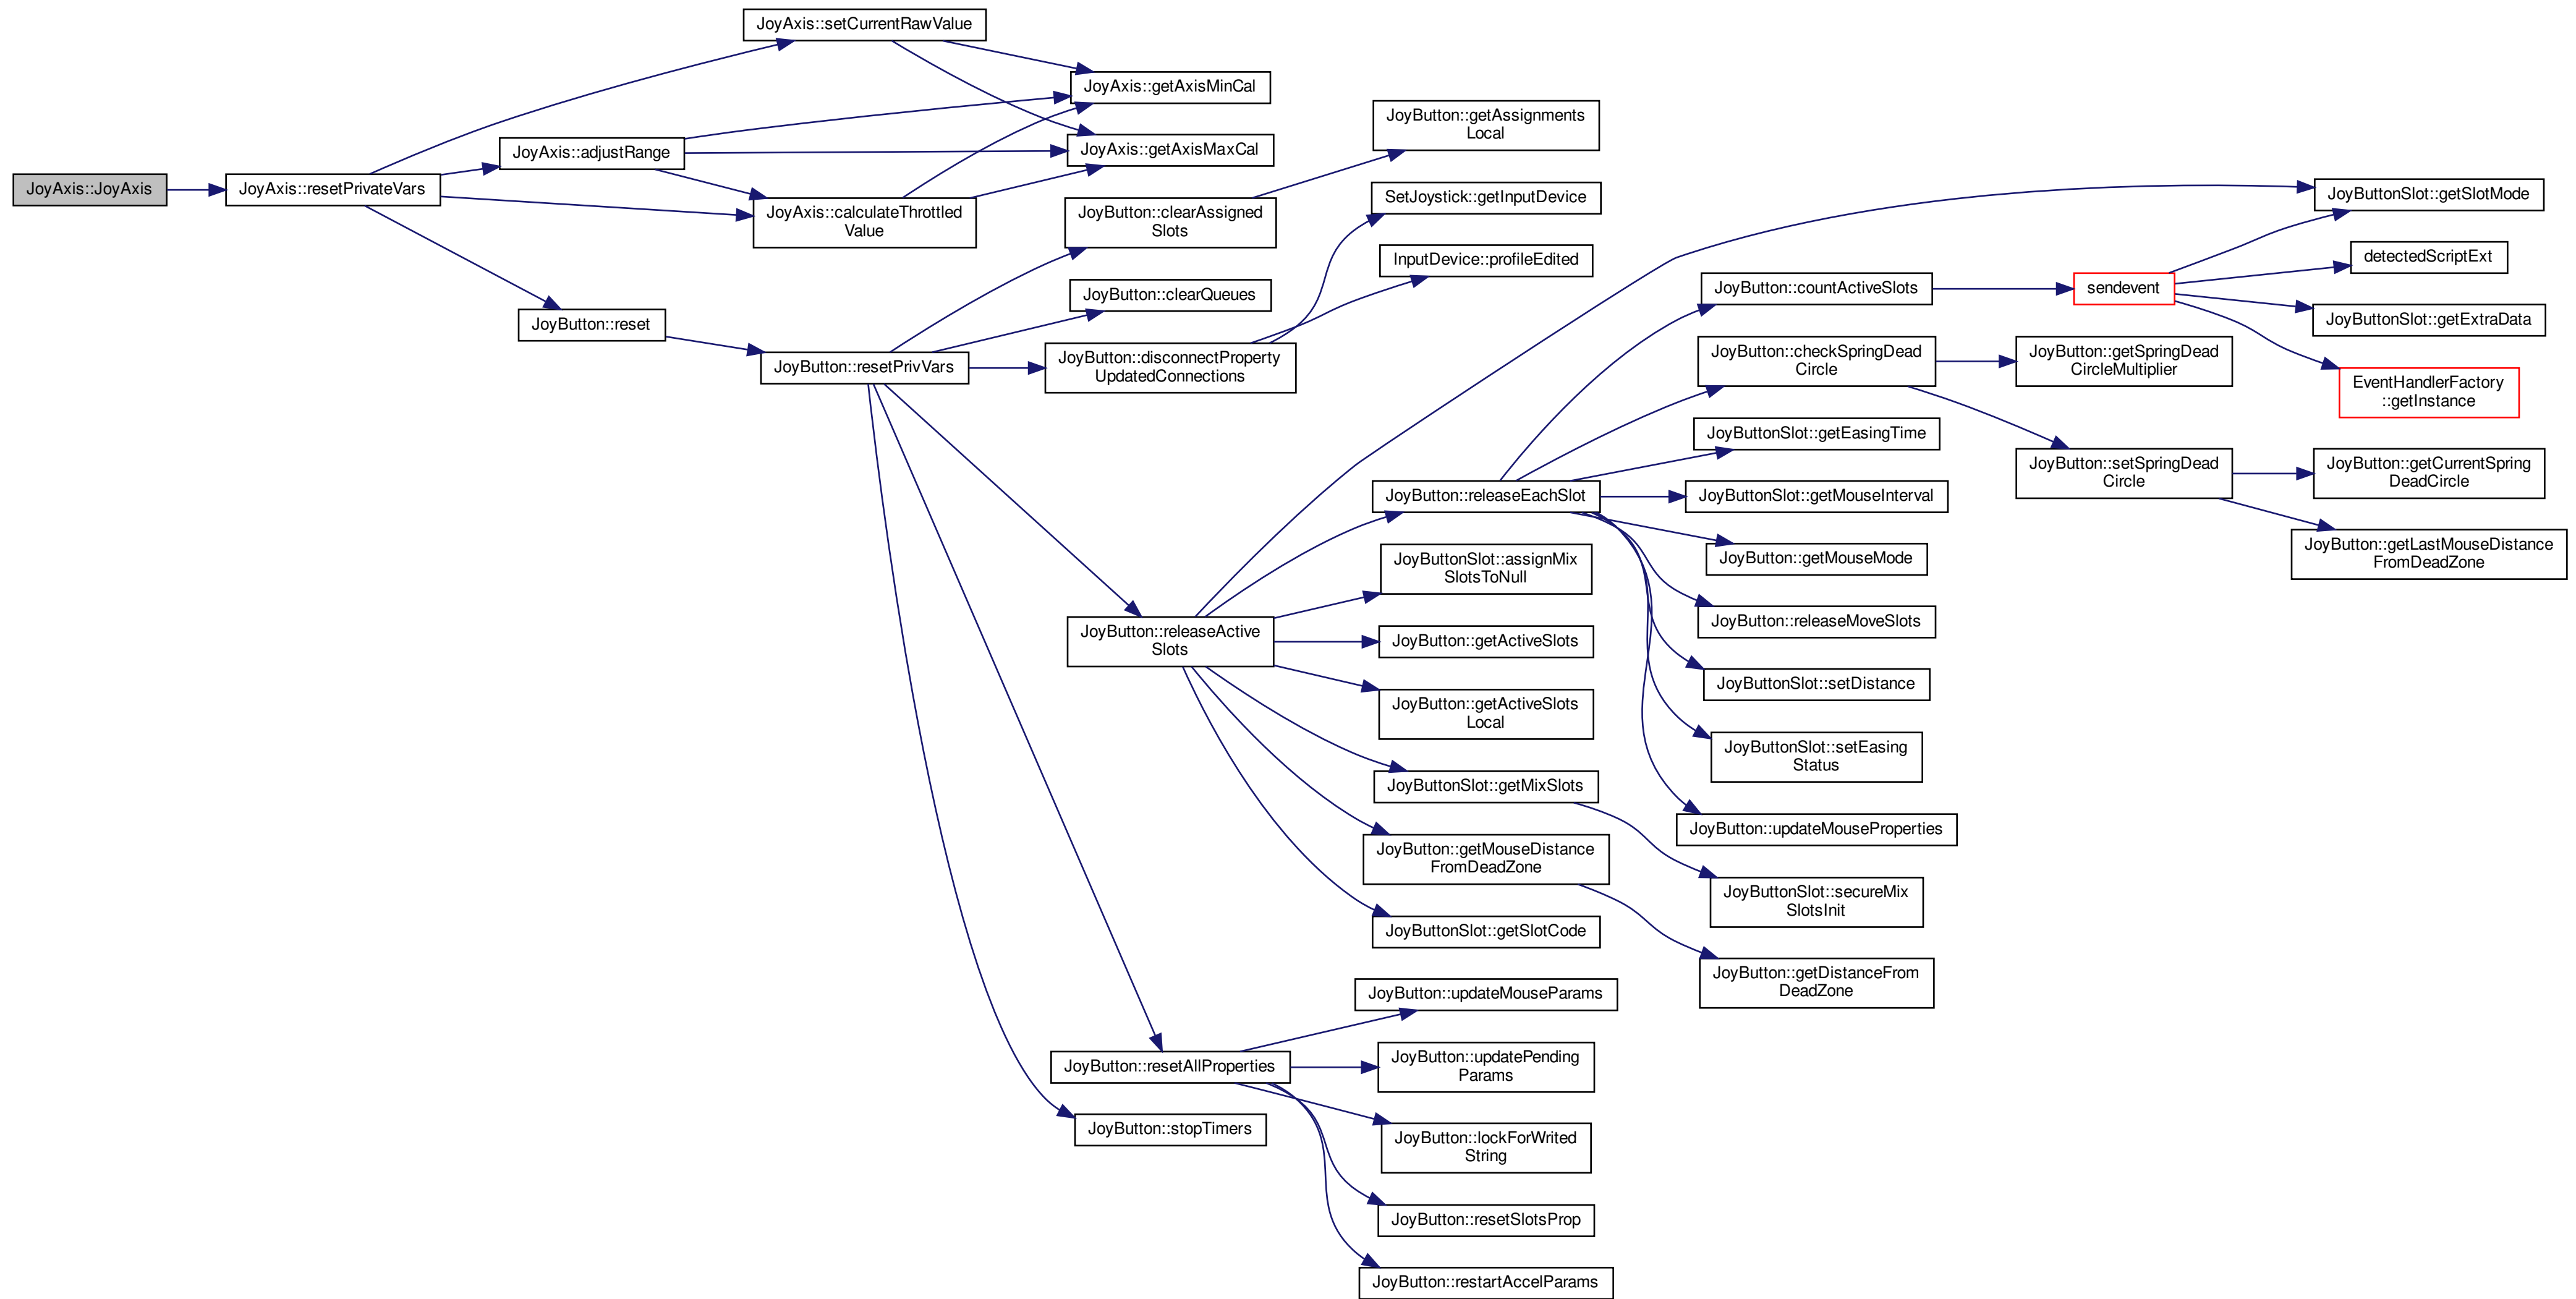 JoyAxis::JoyAxis
JoyAxis::resetPrivateVars
JoyAxis::setCurrentRawValue
JoyAxis::adjustRange
JoyAxis::calculateThrottled
Value
JoyButton::reset
JoyAxis::getAxisMinCal
JoyAxis::getAxisMaxCal
JoyButton::resetPrivVars
JoyButton::clearAssigned
Slots
JoyButton::clearQueues
JoyButton::disconnectProperty
UpdatedConnections
JoyButton::releaseActive
Slots
JoyButton::resetAllProperties
JoyButton::stopTimers
JoyButton::getAssignments
Local
SetJoystick::getInputDevice
InputDevice::profileEdited
JoyButton::releaseEachSlot
JoyButtonSlot::assignMix
SlotsToNull
JoyButton::getActiveSlots
JoyButton::getActiveSlots
Local
JoyButtonSlot::getMixSlots
JoyButton::getMouseDistance
FromDeadZone
JoyButtonSlot::getSlotCode
JoyButton::updateMouseParams
JoyButton::updatePending
Params
JoyButton::lockForWrited
String
JoyButton::resetSlotsProp
JoyButton::restartAccelParams
JoyButton::countActiveSlots
JoyButton::checkSpringDead
Circle
JoyButtonSlot::getEasingTime
JoyButtonSlot::getMouseInterval
JoyButton::getMouseMode
JoyButton::releaseMoveSlots
JoyButtonSlot::setDistance
JoyButtonSlot::setEasing
Status
JoyButton::updateMouseProperties
JoyButtonSlot::secureMix
SlotsInit
JoyButton::getDistanceFrom
DeadZone
sendevent
JoyButton::getSpringDead
CircleMultiplier
JoyButton::setSpringDead
Circle
JoyButtonSlot::getSlotMode
detectedScriptExt
JoyButtonSlot::getExtraData
EventHandlerFactory
::getInstance
JoyButton::getCurrentSpring
DeadCircle
JoyButton::getLastMouseDistance
FromDeadZone